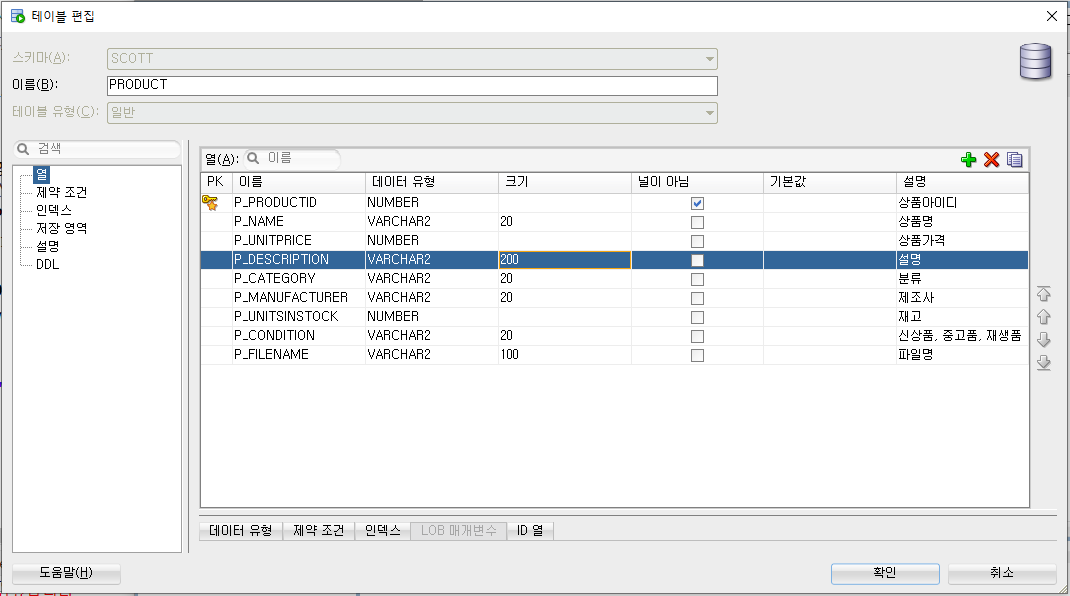 테이블 편집
스키마(A):
SCOTT
이름(B):
PRODUCT
테이블 유형(C):
일반
검색
열
제약 조건
인덱스
저장 영역
설명
DDL
열(A):
이름
PK 이름 데이터 유형 크기 널이 아님 기본값 설명
P_PRODUCTID NUMBER 상품아이디
P_NAME VARCHAR2 20 상품명
P_UNITPRICE NUMBER 상품가격
P_DESCRIPTION VARCHAR2 200 설명
P_CATEGORY VARCHAR2 20 분류
P_MANUFACTURER VARCHAR2 20 제조사
P_UNITSINSTOCK NUMBER 재고
P_CONDITION VARCHAR2 20 신상품, 중고품, 재생품
P_FILENAME VARCHAR2 100 파일명
데이터 유형 제약 조건 인덱스 LOB 매개변수 ID 열
도움말(H) 확인 취소